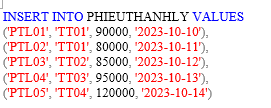 INSERT INTO PHIEUTHANHLY VALUES
('PTL01', 'TT01', 90000, '2023-10-10'),
('PTL02', 'TT01', 80000, '2023-10-11'),
('PTL03', 'TT02', 85000, '2023-10-12'),
('PTL04', 'TT03', 95000, '2023-10-13'),
('PTL05', 'TT04', 120000, '2023-10-14')